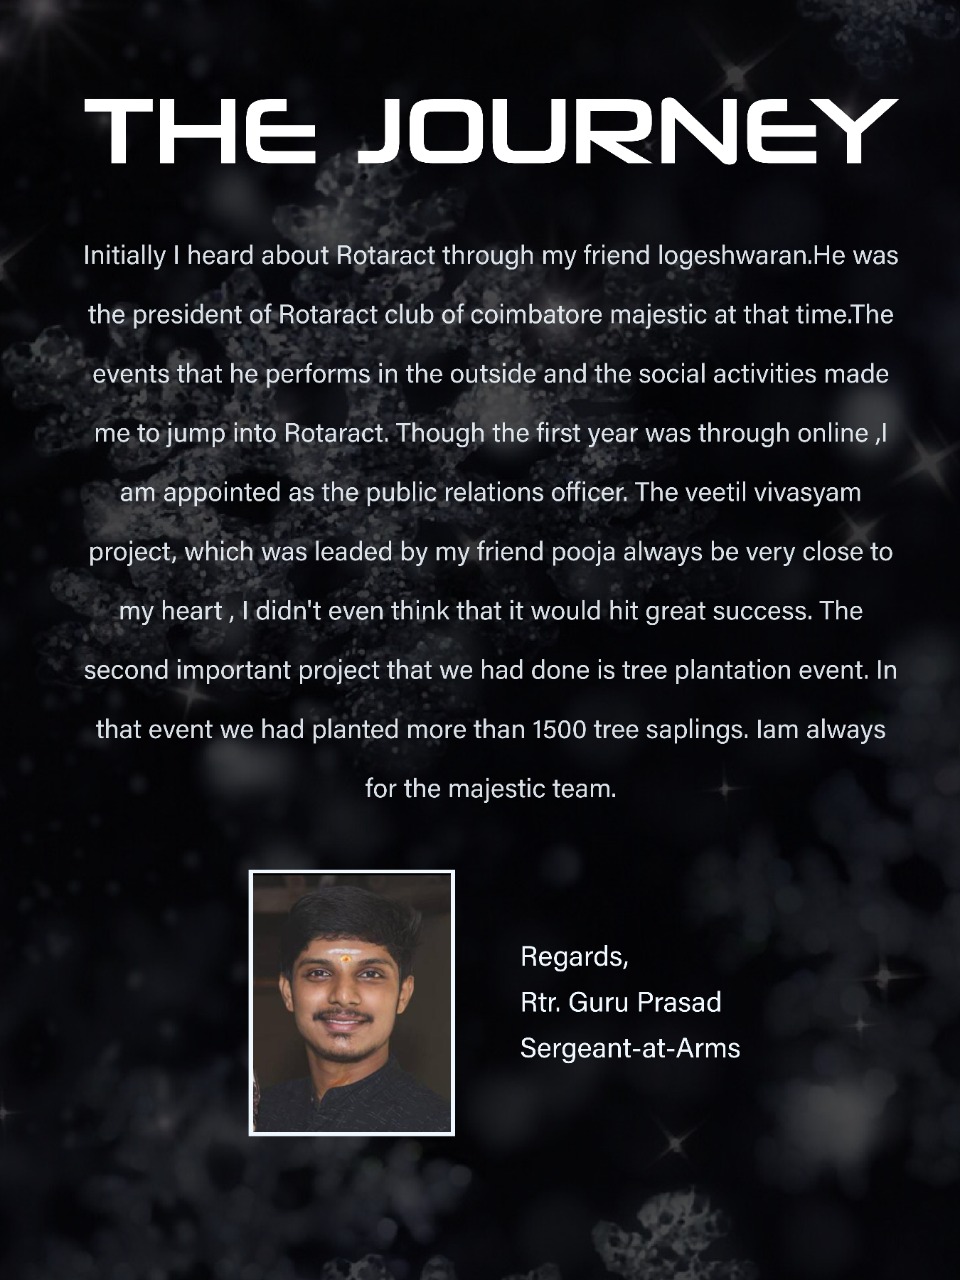 THE JOURNEY
Initially I heard about Rotaract through my friend logeshwaran.He was
the president of Rotaract club of coimbatore majestic at that time.The
events that he performs in the outside and the social activities made
me to jump into Rotaract. Though the first year was through online ,I
am appointed as the public relations officer. The veetil vivasyam
project, which was leaded by my friend pooja always be very close to
my heart , I didn't even think that it would hit great success. The
second important project that we had done is tree plantation event. In
that event we had planted more than 1500 tree saplings. Iam always
for the majestic team.
Regards,
Rtr. Guru Prasad
Sergeant-at-Arms